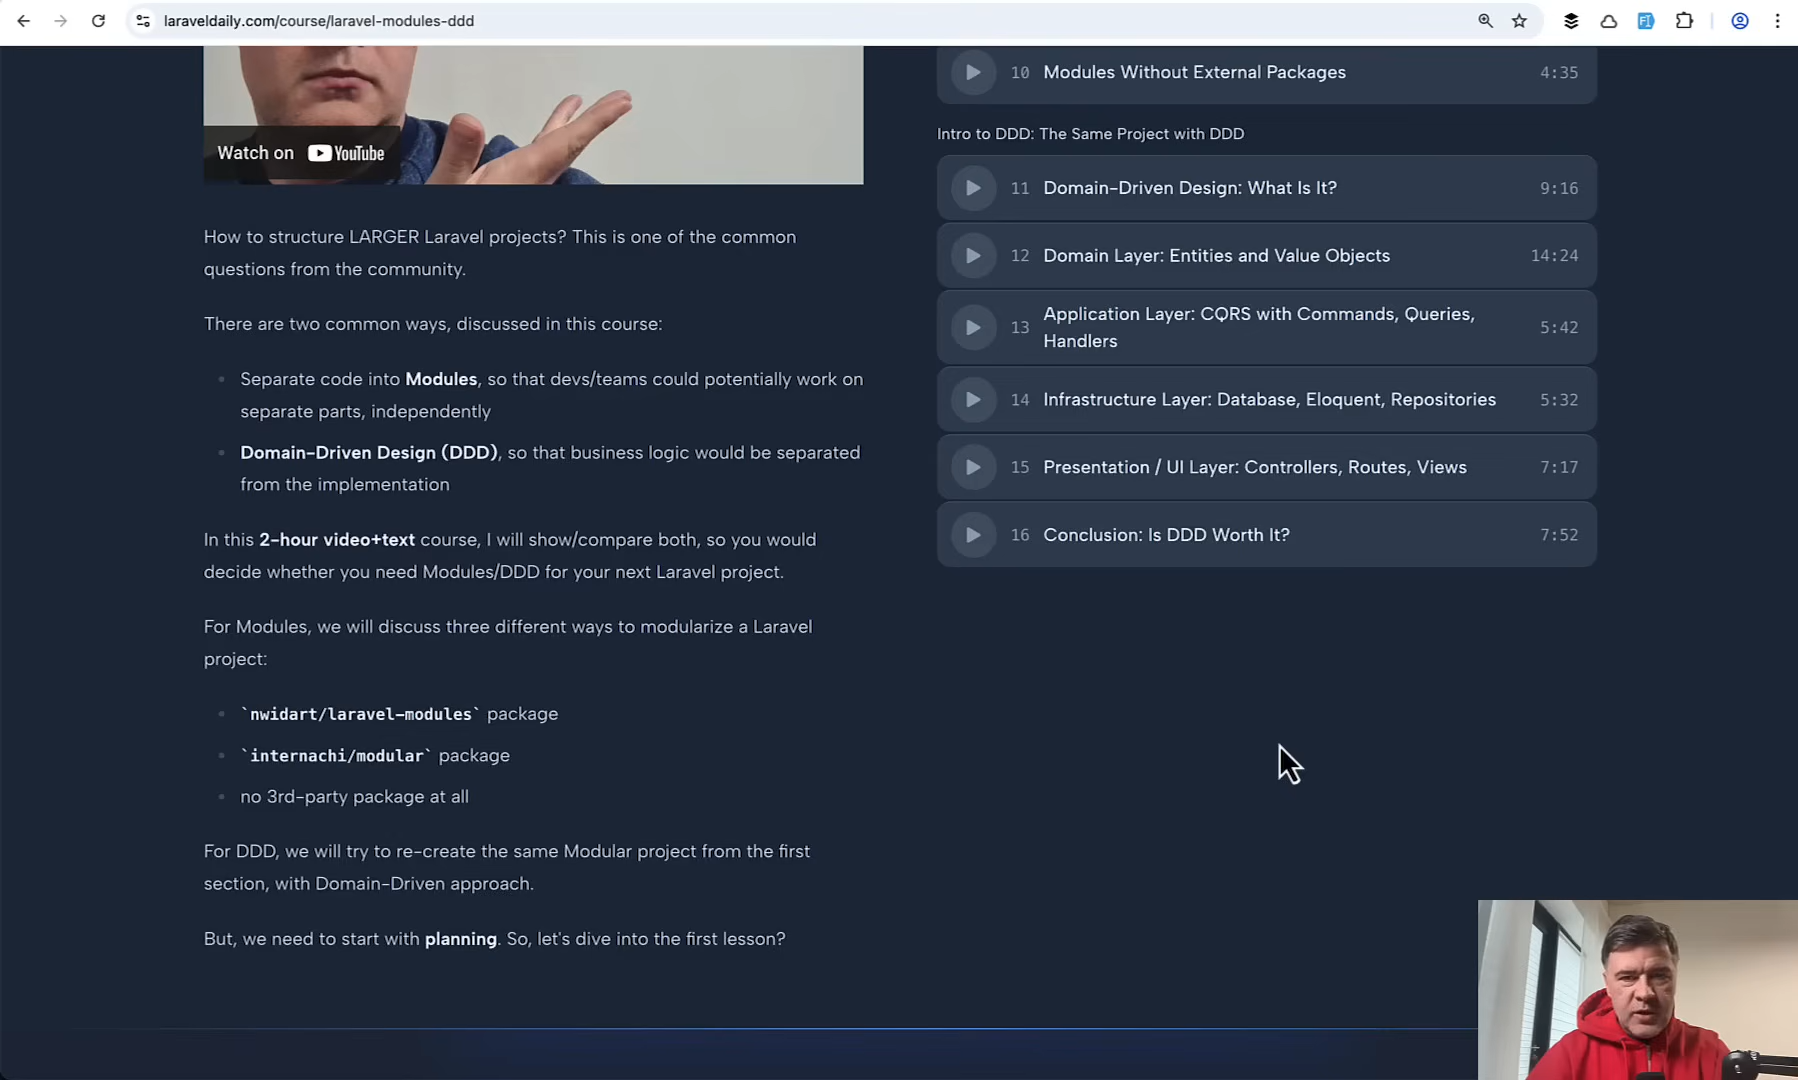 laraveldaily.com/course/laravel-modules-ddd
Watch on YouTube
How to structure LARGER Laravel projects? This is one of the common
questions from the community.
There are two common ways, discussed in this course:
Separate code into Modules, so that devs/teams could potentially work on
separate parts, independently
Domain-Driven Design (DDD), so that business logic would be separated
from the implementation
In this 2-hour video+text course, I will show/compare both, so you would
decide whether you need Modules/DDD for your next Laravel project.
For Modules, we will discuss three different ways to modularize a Laravel
project:
`nwidart/laravel-modules` package
`internachi/modular` package
no 3rd-party package at all
For DDD, we will try to re-create the same Modular project from the first
section, with Domain-Driven approach.
But, we need to start with planning. So, let's dive into the first lesson?
10 Modules Without External Packages 4:35
Intro to DDD: The Same Project with DDD
11 Domain-Driven Design: What Is It? 9:16
12 Domain Layer: Entities and Value Objects 14:24
13 Application Layer: CQRS with Commands, Queries,
Handlers 5:42
14 Infrastructure Layer: Database, Eloquent, Repositories 5:32
15 Presentation / UI Layer: Controllers, Routes, Views 7:17
16 Conclusion: Is DDD Worth It? 7:52